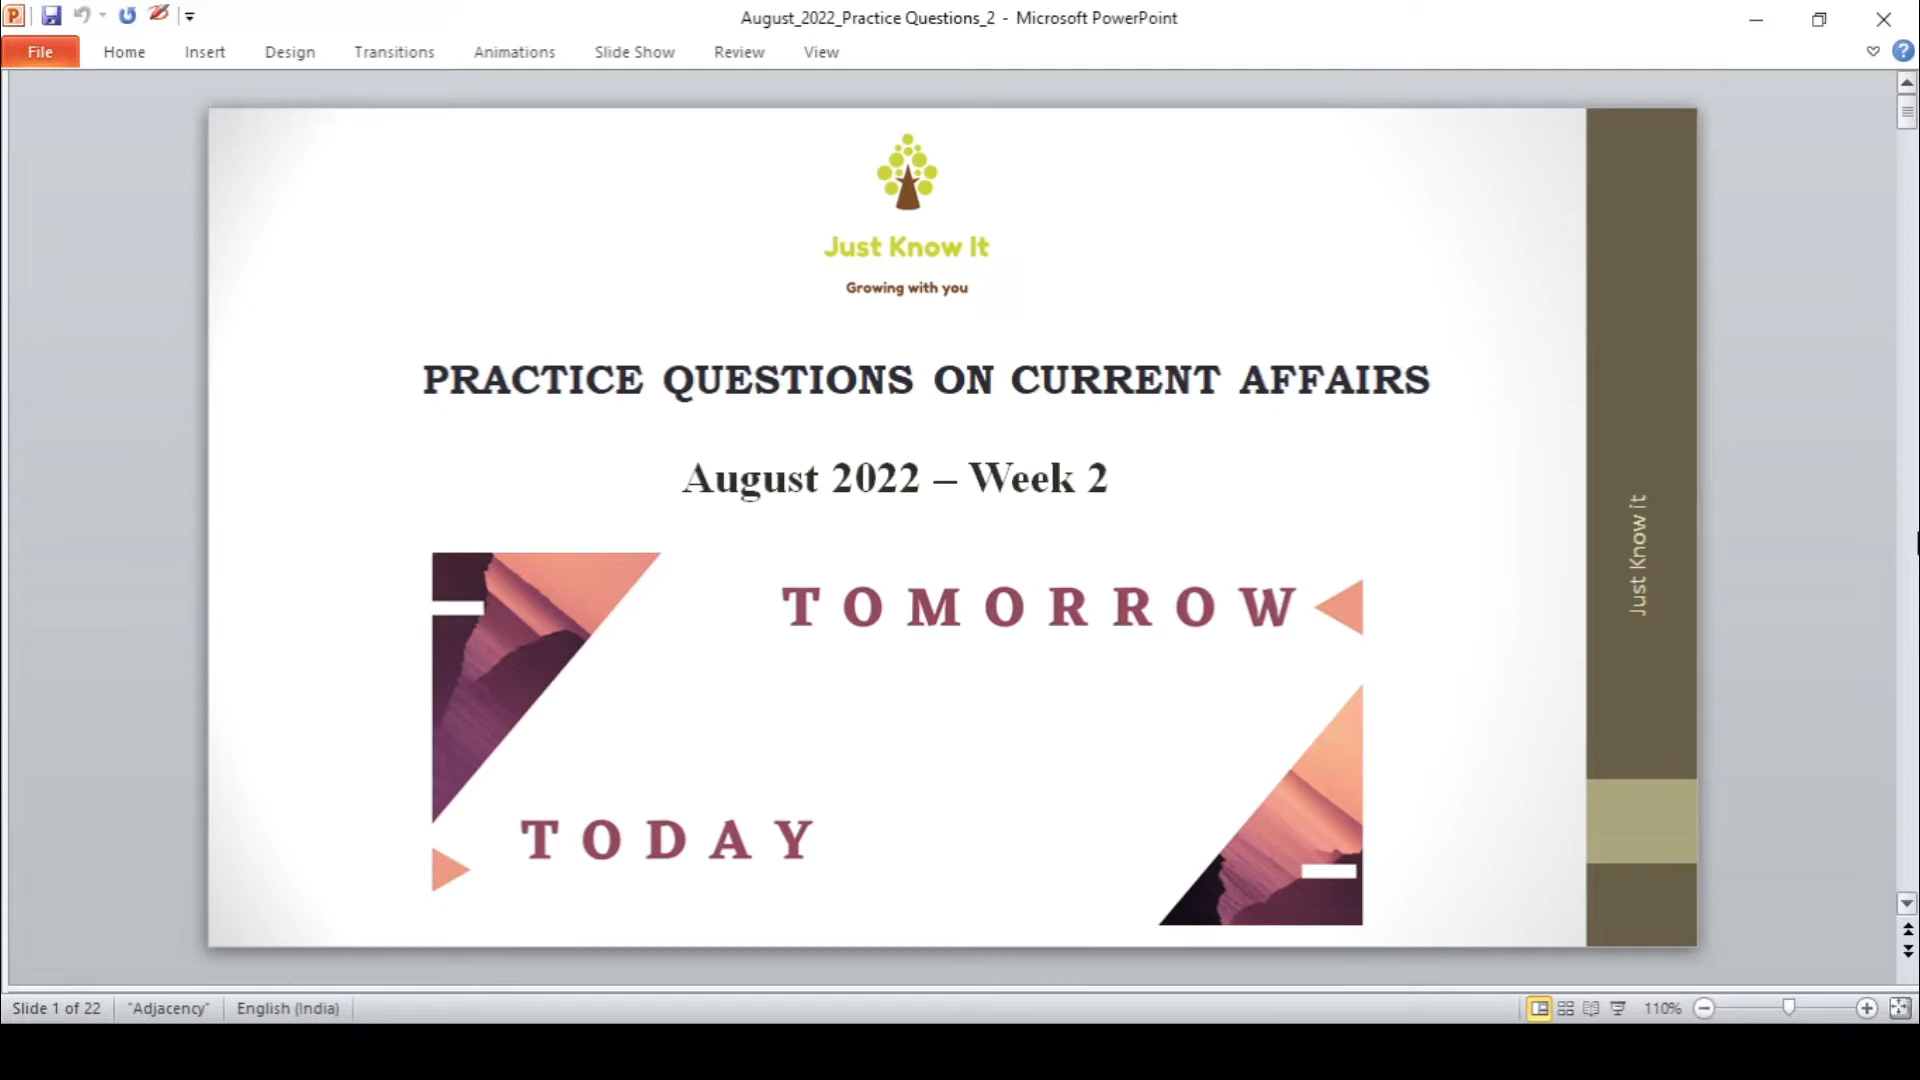 August_2022_Practice Questions_2 - Microsoft PowerPoint
File Home Insert Design Transitions Animations Slide Show Review View
Just Know It
Growing with you
PRACTICE QUESTIONS ON CURRENT AFFAIRS
August 2022 – Week 2
TOMORROW
TODAY
Just Know it
Slide 1 of 22 "Adjacency" English (India) 110%